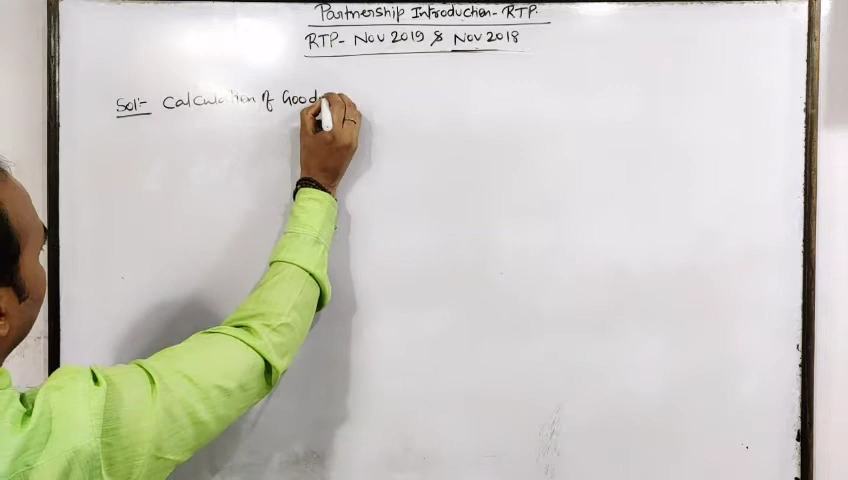 Partnership Introduction - RTP.
RTP - Nov 2019 & Nov 2018
Sol:- Calculation of Good